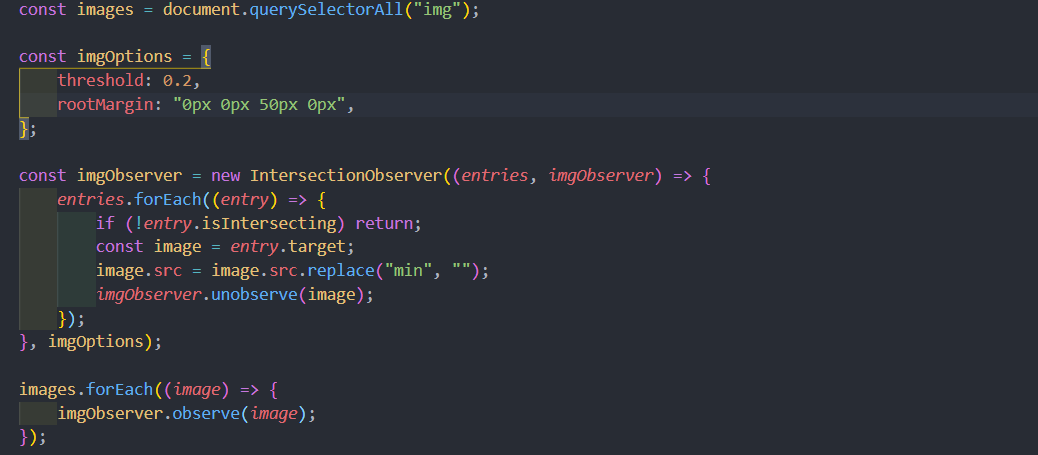 const images = document.querySelectorAll("img");
const imgOptions = {
threshold: 0.2,
rootMargin: "0px 0px 50px 0px",
};
const imgObserver = new IntersectionObserver((entries, imgObserver) => {
entries.forEach((entry) => {
if (!entry.isIntersecting) return;
const image = entry.target;
image.src = image.src.replace("min", "");
imgObserver.unobserve(image);
});
}, imgOptions);
images.forEach((image) => {
imgObserver.observe(image);
});